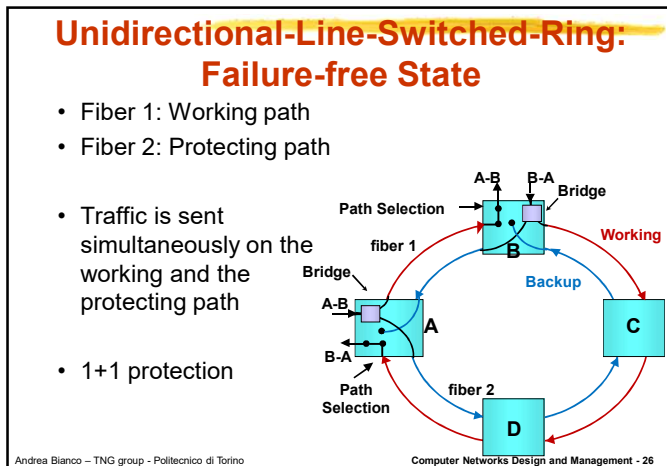 Unidirectional-Line-Switched-Ring:
Failure-free State
• Fiber 1: Working path
• Fiber 2: Protecting path
• Traffic is sent
simultaneously on the
working and the
protecting path
• 1+1 protection
A-B
B-A
Bridge
Path Selection
fiber 1
B
Working
Bridge
Backup
A-B
A
C
B-A
Path
Selection
fiber 2
D
Andrea Bianco – TNG group - Politecnico di Torino
Computer Networks Design and Management - 26